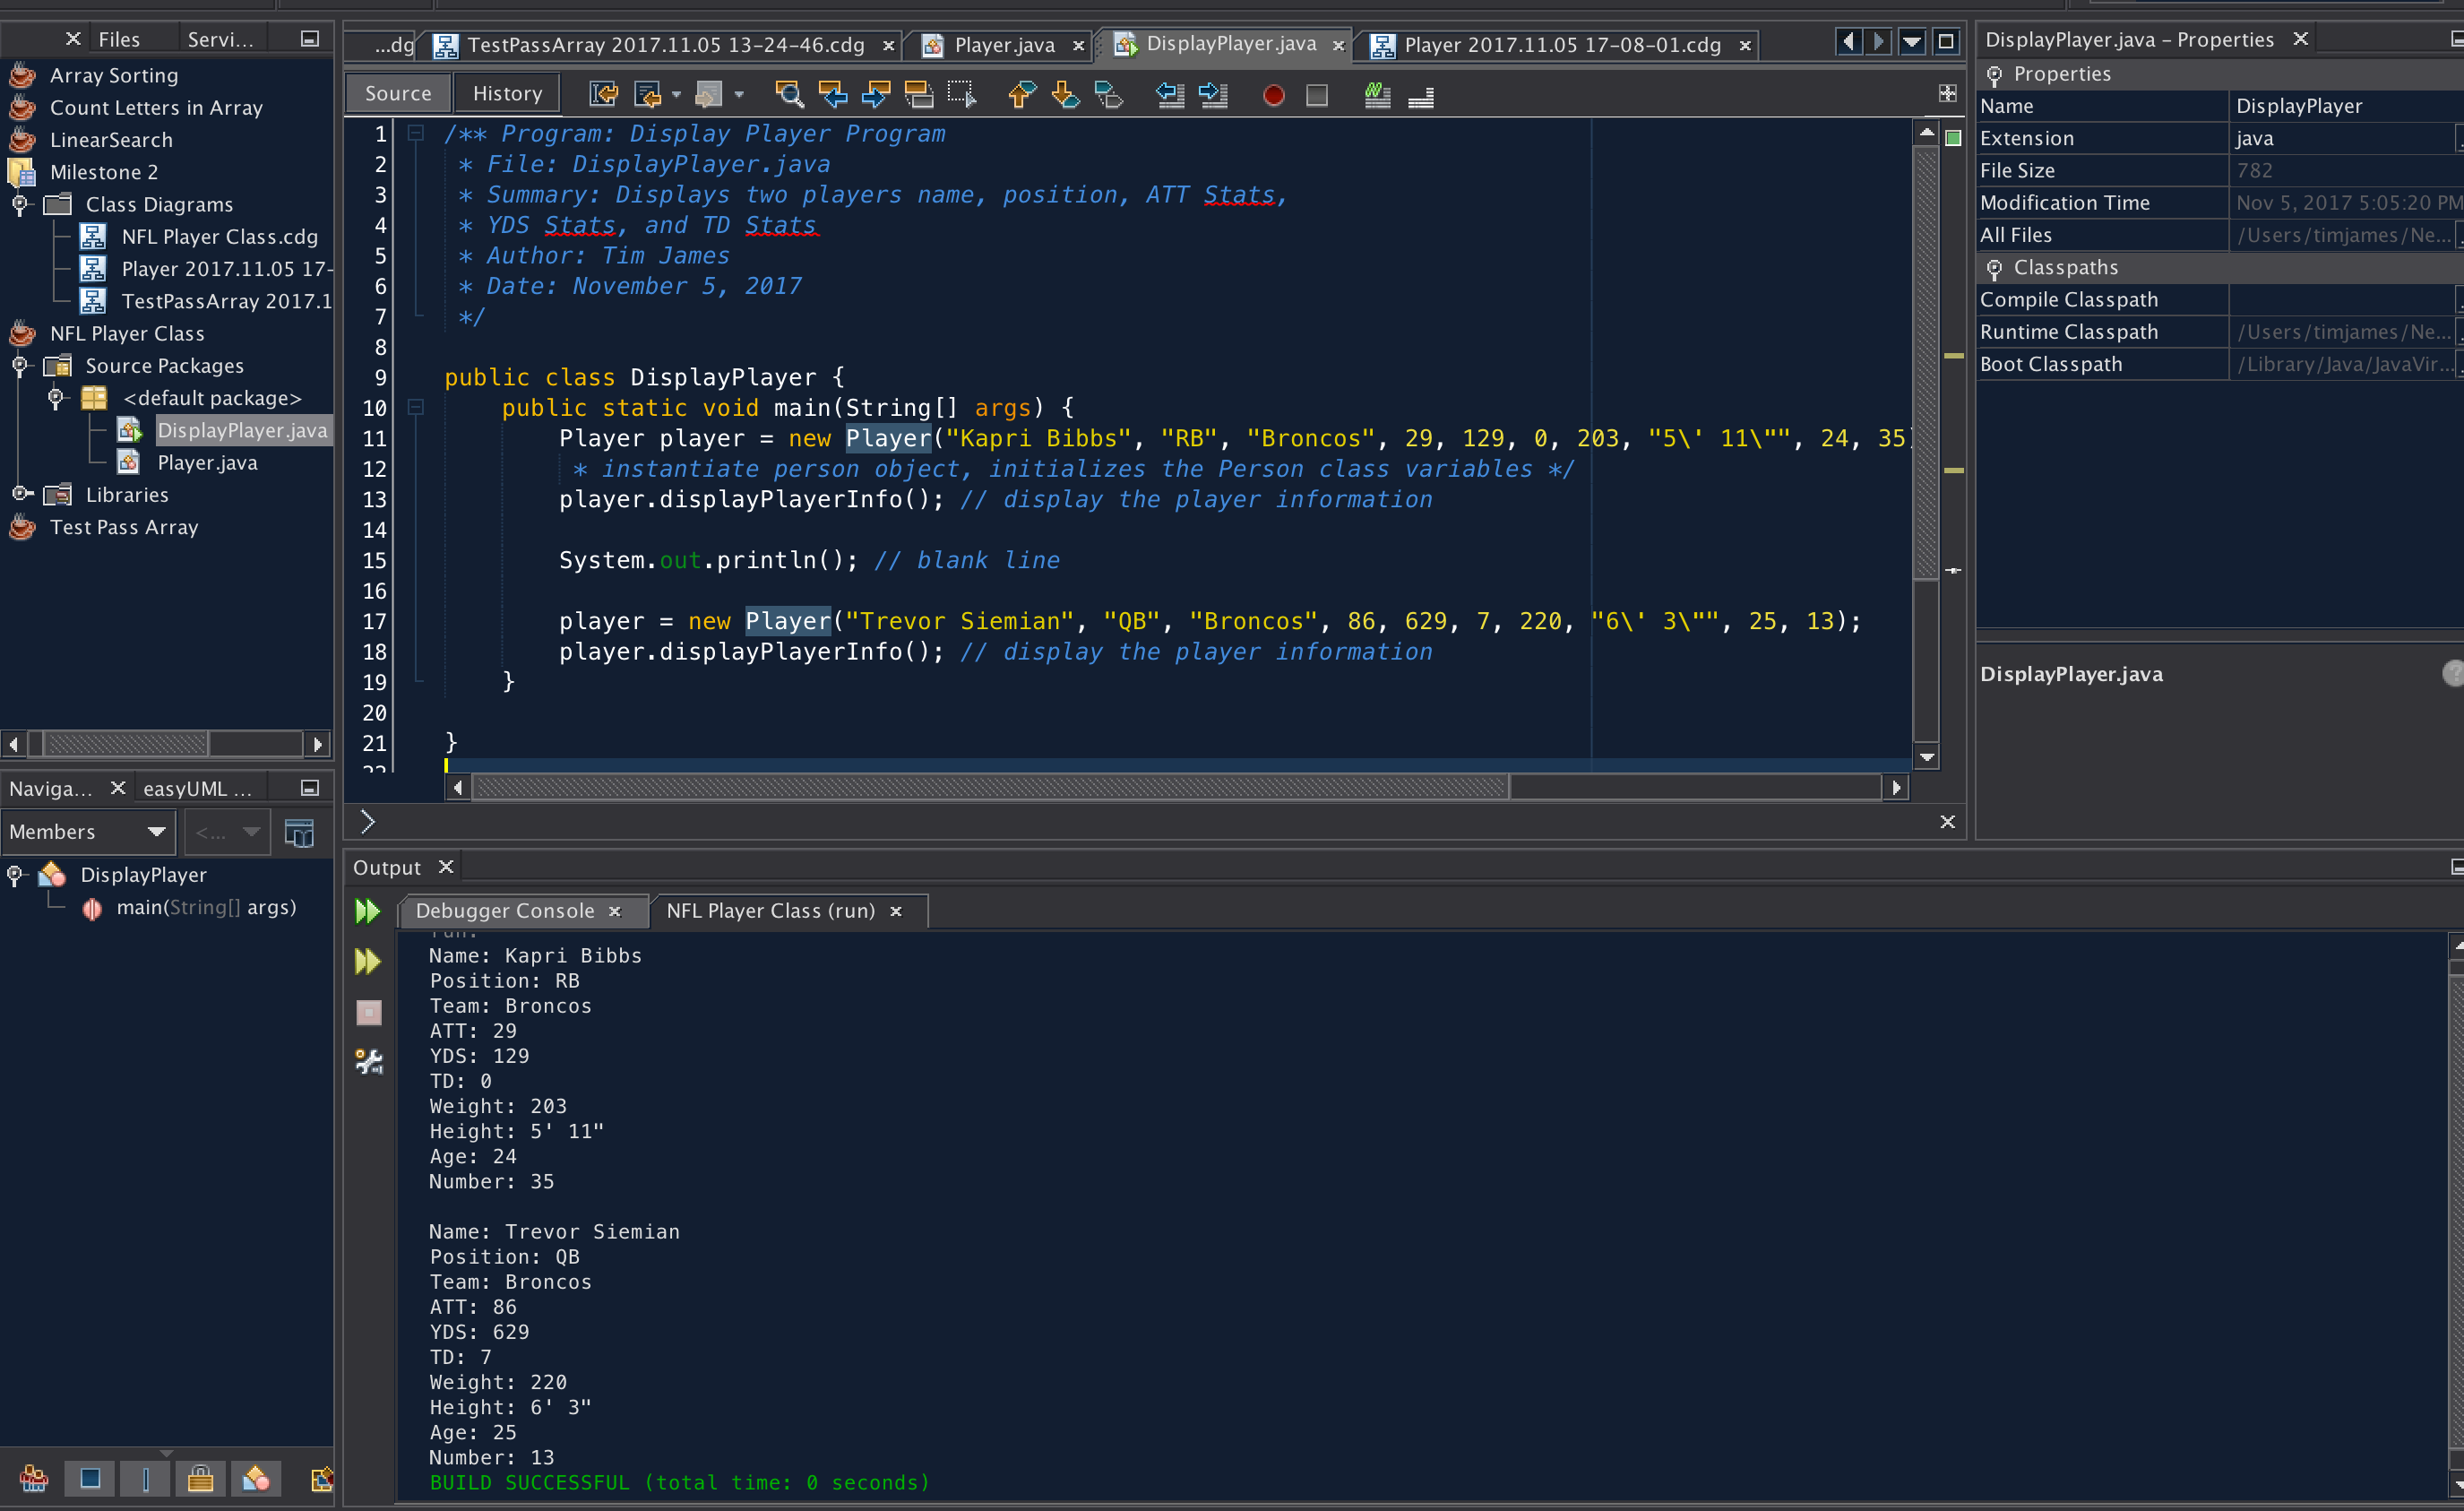 Files
Servi...
Array Sorting
Count Letters in Array
LinearSearch
Milestone 2
Class Diagrams
NFL Player Class.cdg
Player 2017.11.05 17-
TestPassArray 2017.1
NFL Player Class
Source Packages
<default package>
DisplayPlayer.java
Player.java
Libraries
Test Pass Array
Naviga...
easyUML ...
Members
<...
DisplayPlayer
main(String[] args)
...dg
TestPassArray 2017.11.05 13-24-46.cdg
Player.java
DisplayPlayer.java
Player 2017.11.05 17-08-01.cdg
Source
History
1 /** Program: Display Player Program
2 * File: DisplayPlayer.java
3 * Summary: Displays two players name, position, ATT Stats,
4 * YDS Stats, and TD Stats
5 * Author: Tim James
6 * Date: November 5, 2017
7 */
8
9 public class DisplayPlayer {
10 public static void main(String[] args) {
11 Player player = new Player("Kapri Bibbs", "RB", "Broncos", 29, 129, 0, 203, "5\' 11\"", 24, 35
12 * instantiate person object, initializes the Person class variables */
13 player.displayPlayerInfo(); // display the player information
14
15 System.out.println(); // blank line
16
17 player = new Player("Trevor Siemian", "QB", "Broncos", 86, 629, 7, 220, "6\' 3\"", 25, 13);
18 player.displayPlayerInfo(); // display the player information
19 }
20
21 }
Output
Debugger Console
NFL Player Class (run)
Name: Kapri Bibbs
Position: RB
Team: Broncos
ATT: 29
YDS: 129
TD: 0
Weight: 203
Height: 5' 11"
Age: 24
Number: 35
Name: Trevor Siemian
Position: QB
Team: Broncos
ATT: 86
YDS: 629
TD: 7
Weight: 220
Height: 6' 3"
Age: 25
Number: 13
BUILD SUCCESSFUL (total time: 0 seconds)
DisplayPlayer.java – Properties
Properties
Name DisplayPlayer
Extension java
File Size 782
Modification Time Nov 5, 2017 5:05:20 PM
All Files /Users/timjames/Ne...
Classpaths
Compile Classpath
Runtime Classpath /Users/timjames/Ne...
Boot Classpath /Library/Java/JavaVir...
DisplayPlayer.java